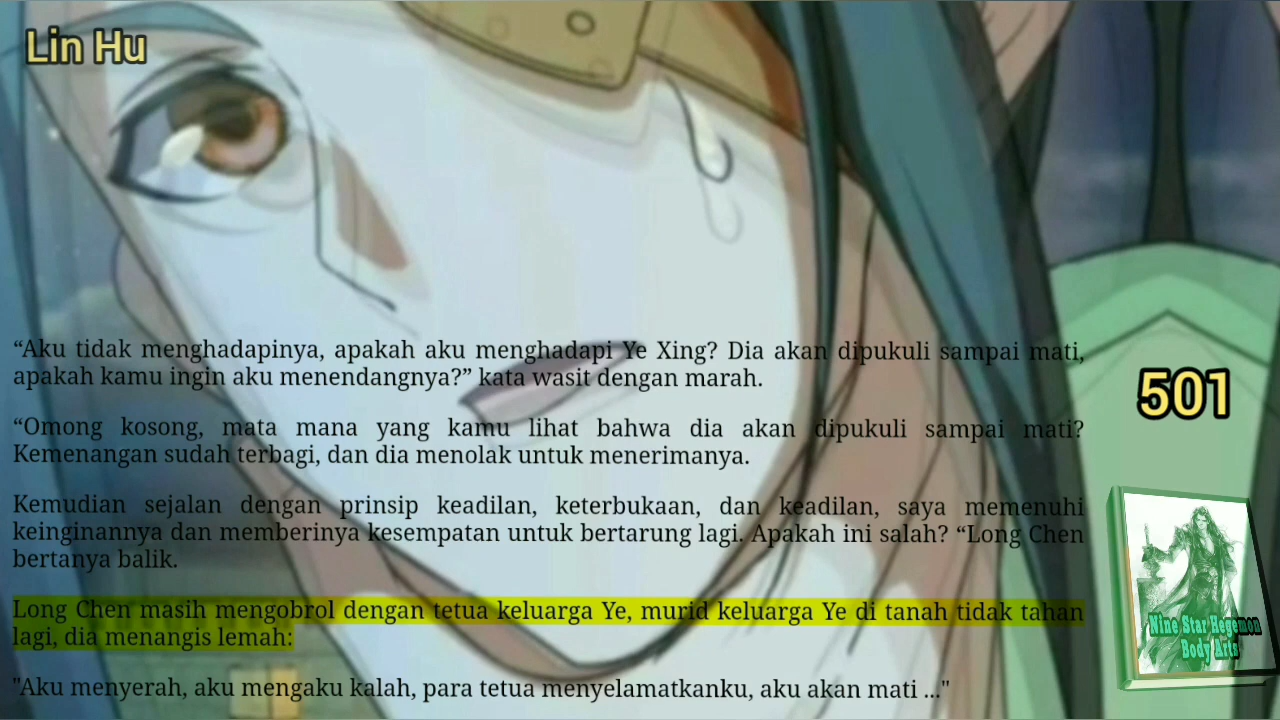 Lin Hu
“Aku tidak menghadapinya, apakah aku menghadapi Ye Xing? Dia akan dipukuli sampai mati,
apakah kamu ingin aku menendangnya?” kata wasit dengan marah.
“Omong kosong, mata mana yang kamu lihat bahwa dia akan dipukuli sampai mati?
Kemenangan sudah terbagi, dan dia menolak untuk menerimanya.
Kemudian sejalan dengan prinsip keadilan, keterbukaan, dan keadilan, saya memenuhi
keinginannya dan memberinya kesempatan untuk bertarung lagi. Apakah ini salah? “Long Chen
bertanya balik.
Long Chen masih mengobrol dengan tetua keluarga Ye, murid keluarga Ye di tanah tidak tahan
lagi, dia menangis lemah:
"Aku menyerah, aku mengaku kalah, para tetua menyelamatkanku, aku akan mati ..."
501
Nine Star Hegemon
Body Arts